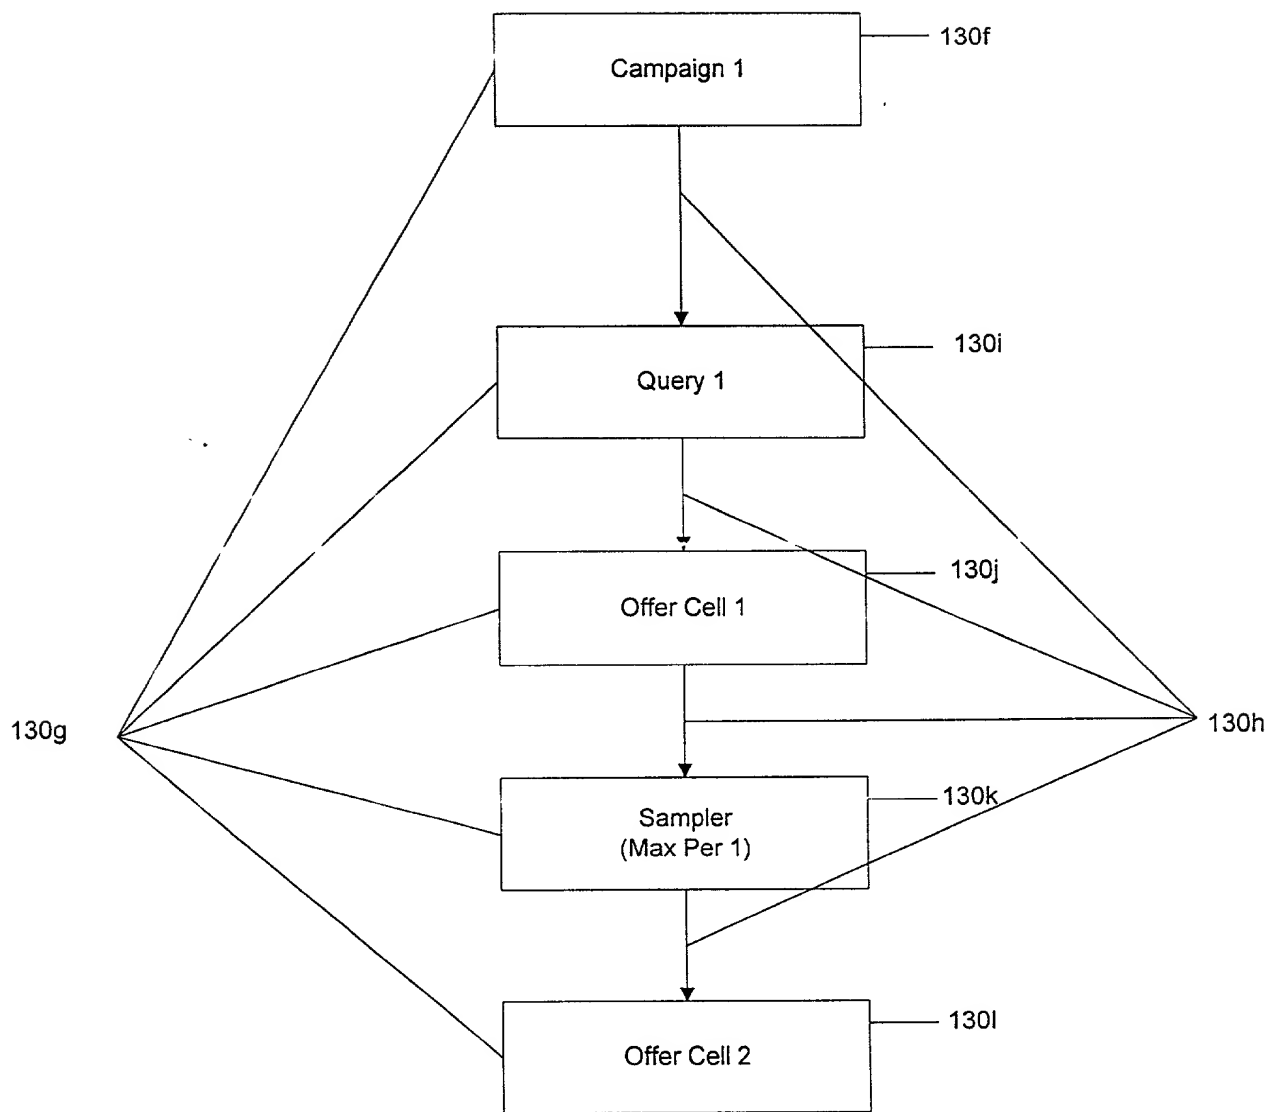 130f
Campaign 1
130i
Query 1
130j
Offer Cell 1
130g
130h
130k
Sampler
(Max Per 1)
130l
Offer Cell 2